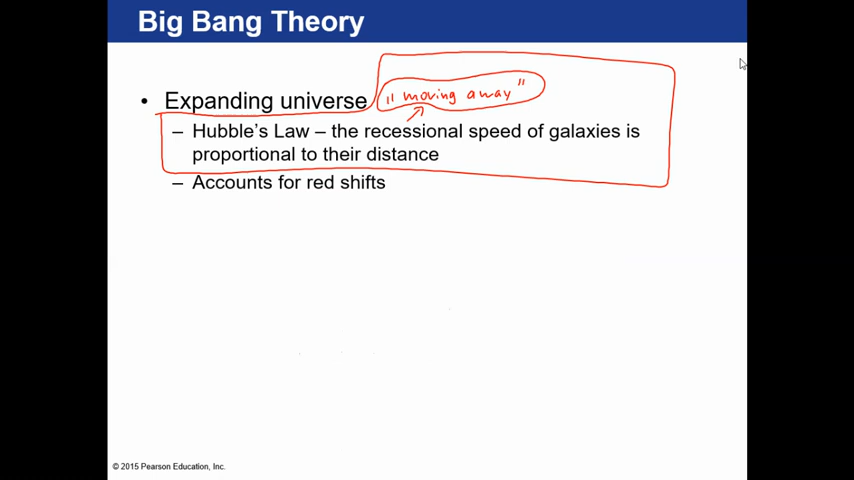 Big Bang Theory
• Expanding universe "moving away"
– Hubble's Law – the recessional speed of galaxies is
proportional to their distance
– Accounts for red shifts
© 2015 Pearson Education, Inc.